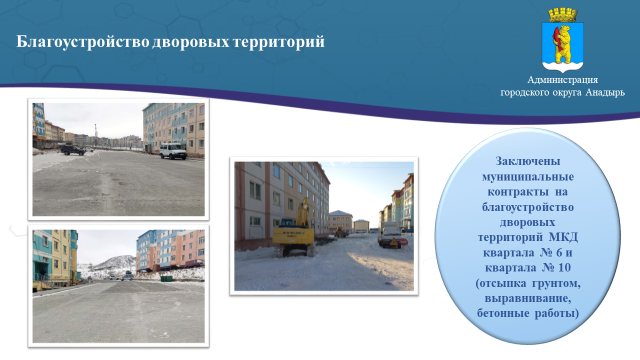 Благоустройство дворовых территорий
Администрация
городского округа Анадырь
Заключены
муниципальные
контракты на
благоустройство
дворовых
территорий МКД
квартала № 6 и
квартала № 10
(отсыпка грунтом,
выравнивание,
бетонные работы)